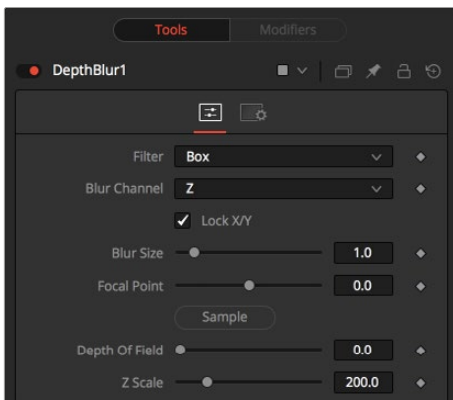 Tools Modifiers
DepthBlur1
Filter Box
Blur Channel Z
Lock X/Y
Blur Size 1.0
Focal Point 0.0
Sample
Depth Of Field 0.0
Z Scale 200.0